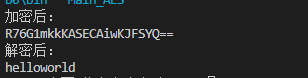 加密后：
R76G1mkkKASECAiwKJFSYQ==
解密后：
helloworld